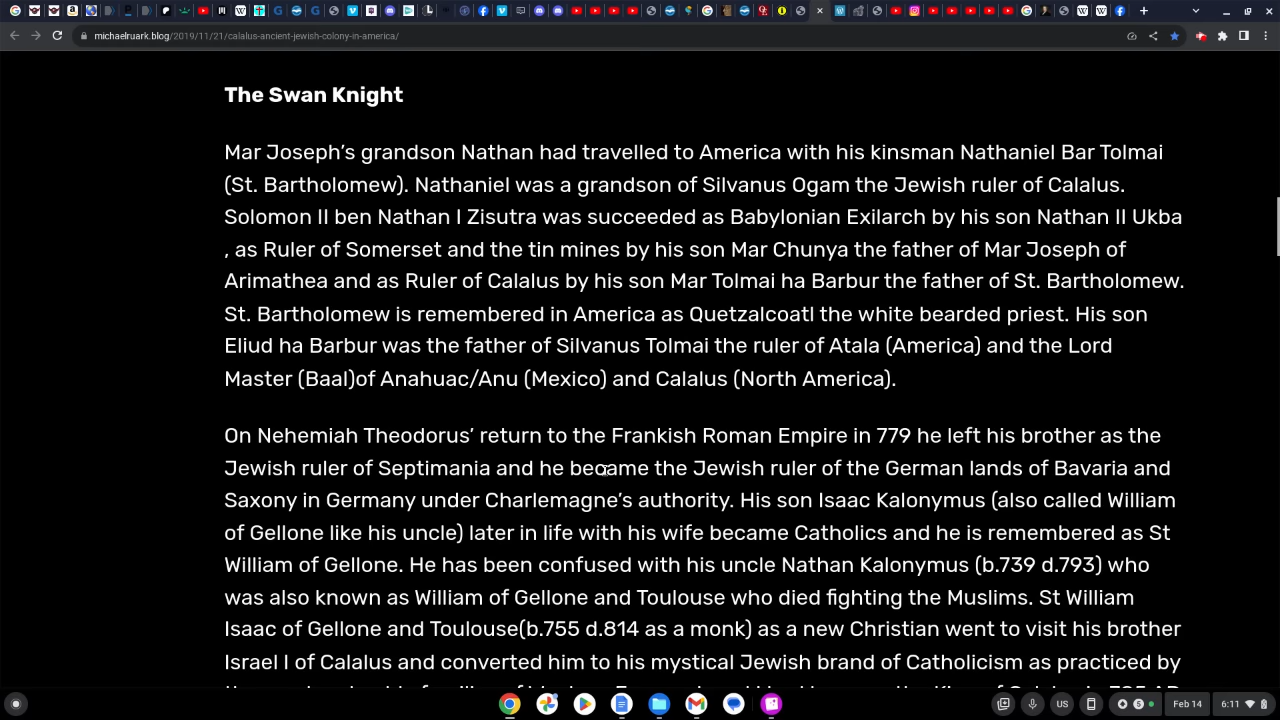 michaelruark.blog/2019/11/21/calalus-ancient-jewish-colony-in-america/
The Swan Knight
Mar Joseph’s grandson Nathan had travelled to America with his kinsman Nathaniel Bar Tolmai
(St. Bartholomew). Nathaniel was a grandson of Silvanus Ogam the Jewish ruler of Calalus.
Solomon II ben Nathan I Zisutra was succeeded as Babylonian Exilarch by his son Nathan II Ukba
, as Ruler of Somerset and the tin mines by his son Mar Chunya the father of Mar Joseph of
Arimathea and as Ruler of Calalus by his son Mar Tolmai ha Barbur the father of St. Bartholomew.
St. Bartholomew is remembered in America as Quetzalcoatl the white bearded priest. His son
Eliud ha Barbur was the father of Silvanus Tolmai the ruler of Atala (America) and the Lord
Master (Baal)of Anahuac/Anu (Mexico) and Calalus (North America).
On Nehemiah Theodorus’ return to the Frankish Roman Empire in 779 he left his brother as the
Jewish ruler of Septimania and he became the Jewish ruler of the German lands of Bavaria and
Saxony in Germany under Charlemagne’s authority. His son Isaac Kalonymus (also called William
of Gellone like his uncle) later in life with his wife became Catholics and he is remembered as St
William of Gellone. He has been confused with his uncle Nathan Kalonymus (b.739 d.793) who
was also known as William of Gellone and Toulouse who died fighting the Muslims. St William
Isaac of Gellone and Toulouse(b.755 d.814 as a monk) as a new Christian went to visit his brother
Israel I of Calalus and converted him to his mystical Jewish brand of Catholicism as practiced by
US
Feb 14
6:11